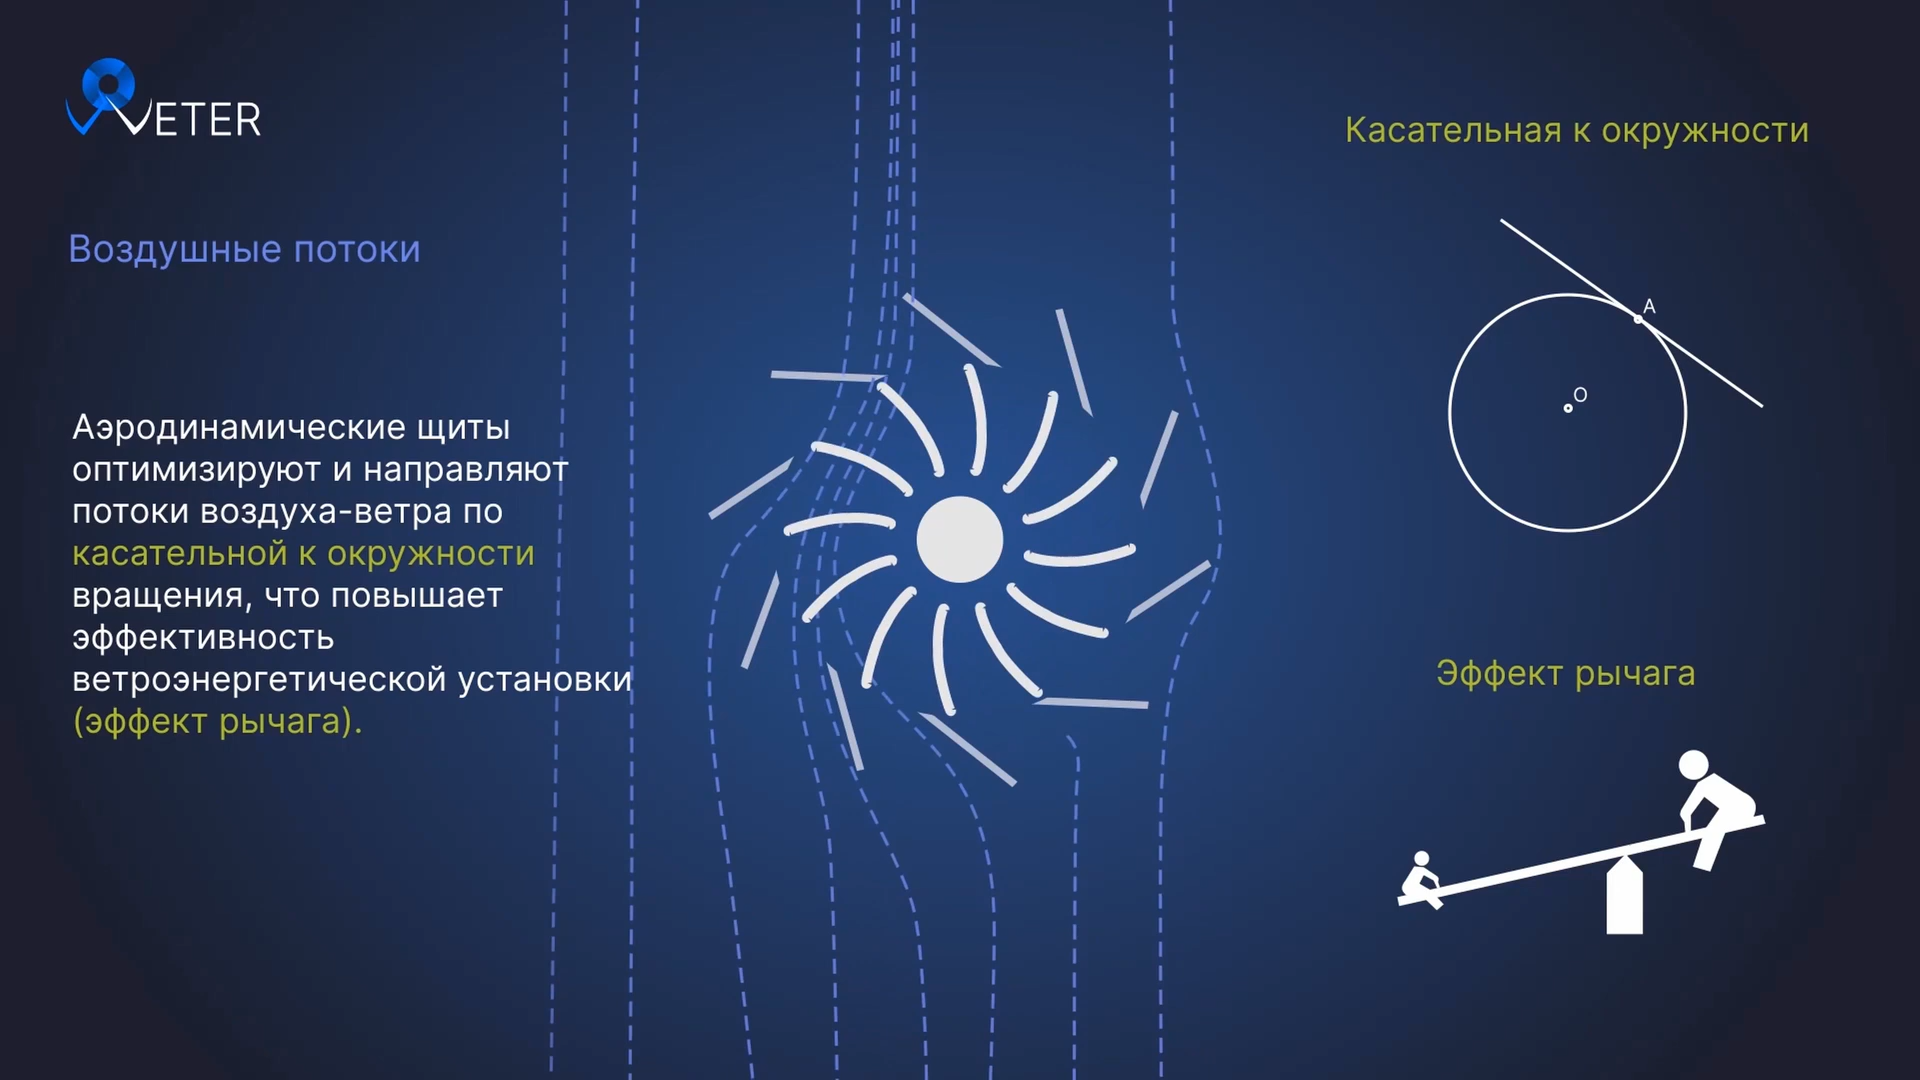 VETER
Воздушные потоки
Аэродинамические щиты
оптимизируют и направляют
потоки воздуха-ветра по
касательной к окружности
вращения, что повышает
эффективность
ветроэнергетической установки
(эффект рычага).
Касательная к окружности
A
O
Эффект рычага